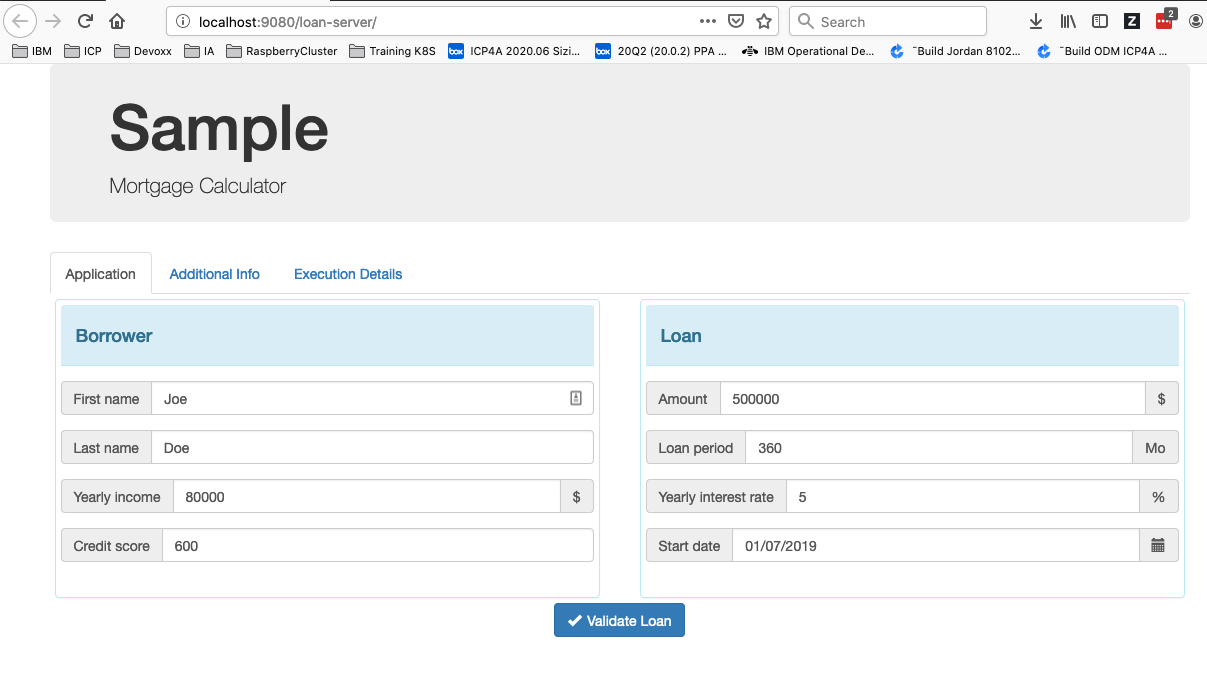 localhost:9080/loan-server/
Search
Z
2
IBM
ICP
Devoxx
IA
RaspberryCluster
Training K8S
box ICP4A 2020.06 Sizi...
box 20Q2 (20.0.2) PPA ...
IBM Operational De...
~Build Jordan 8102...
~Build ODM ICP4A ...
Sample
Mortgage Calculator
Application
Additional Info
Execution Details
Borrower
First name Joe
Last name Doe
Yearly income 80000 $
Credit score 600
Loan
Amount 500000 $
Loan period 360 Mo
Yearly interest rate 5 %
Start date 01/07/2019
Validate Loan